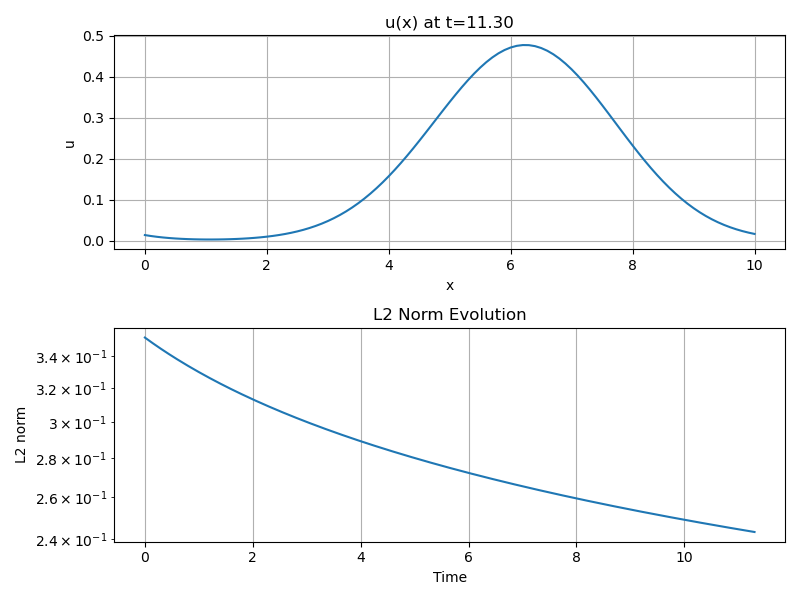 u(x) at t=11.30
0.5
0.4
0.3
0.2
0.1
0.0
u
0 2 4 6 8 10
x
L2 Norm Evolution
3.4 × 10⁻¹
3.2 × 10⁻¹
3 × 10⁻¹
2.8 × 10⁻¹
2.6 × 10⁻¹
2.4 × 10⁻¹
L2 norm
0 2 4 6 8 10
Time